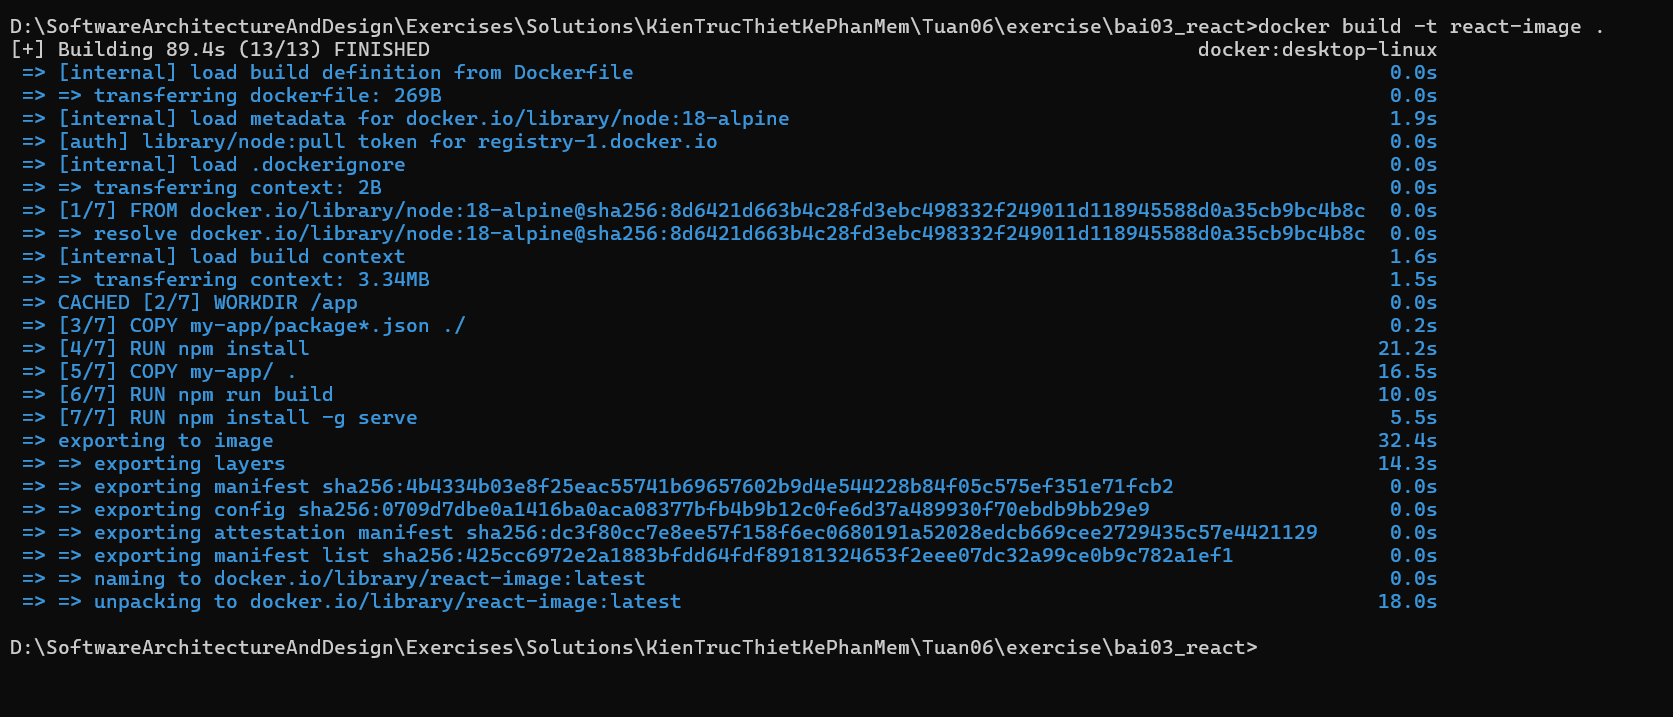 D:\SoftwareArchitectureAndDesign\Exercises\Solutions\KienTrucThietKePhanMem\Tuan06\exercise\bai03_react>docker build -t react-image .
[+] Building 89.4s (13/13) FINISHED docker:desktop-linux
=> [internal] load build definition from Dockerfile 0.0s
=> => transferring dockerfile: 269B 0.0s
=> [internal] load metadata for docker.io/library/node:18-alpine 1.9s
=> [auth] library/node:pull token for registry-1.docker.io 0.0s
=> [internal] load .dockerignore 0.0s
=> => transferring context: 2B 0.0s
=> [1/7] FROM docker.io/library/node:18-alpine@sha256:8d6421d663b4c28fd3ebc498332f249011d118945588d0a35cb9bc4b8c 0.0s
=> => resolve docker.io/library/node:18-alpine@sha256:8d6421d663b4c28fd3ebc498332f249011d118945588d0a35cb9bc4b8c 0.0s
=> [internal] load build context 1.6s
=> => transferring context: 3.34MB 1.5s
=> CACHED [2/7] WORKDIR /app 0.0s
=> [3/7] COPY my-app/package*.json ./ 0.2s
=> [4/7] RUN npm install 21.2s
=> [5/7] COPY my-app/ . 16.5s
=> [6/7] RUN npm run build 10.0s
=> [7/7] RUN npm install -g serve 5.5s
=> exporting to image 32.4s
=> => exporting layers 14.3s
=> => exporting manifest sha256:4b4334b03e8f25eac55741b69657602b9d4e544228b84f05c575ef351e71fcb2 0.0s
=> => exporting config sha256:0709d7dbe0a1416ba0aca08377bfb4b9b12c0fe6d37a489930f70ebdb9bb29e9 0.0s
=> => exporting attestation manifest sha256:dc3f80cc7e8ee57f158f6ec0680191a52028edcb669cee2729435c57e4421129 0.0s
=> => exporting manifest list sha256:425cc6972e2a1883bfdd64fdf89181324653f2eee07dc32a99ce0b9c782a1ef1 0.0s
=> => naming to docker.io/library/react-image:latest 0.0s
=> => unpacking to docker.io/library/react-image:latest 18.0s
D:\SoftwareArchitectureAndDesign\Exercises\Solutions\KienTrucThietKePhanMem\Tuan06\exercise\bai03_react>